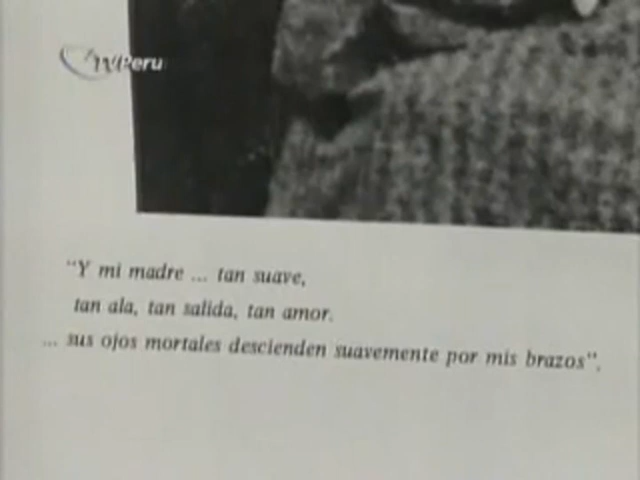 TVPeru
“Y mi madre ... tan suave,
tan ala, tan salida, tan amor.
... sus ojos mortales descienden suavemente por mis brazos”.